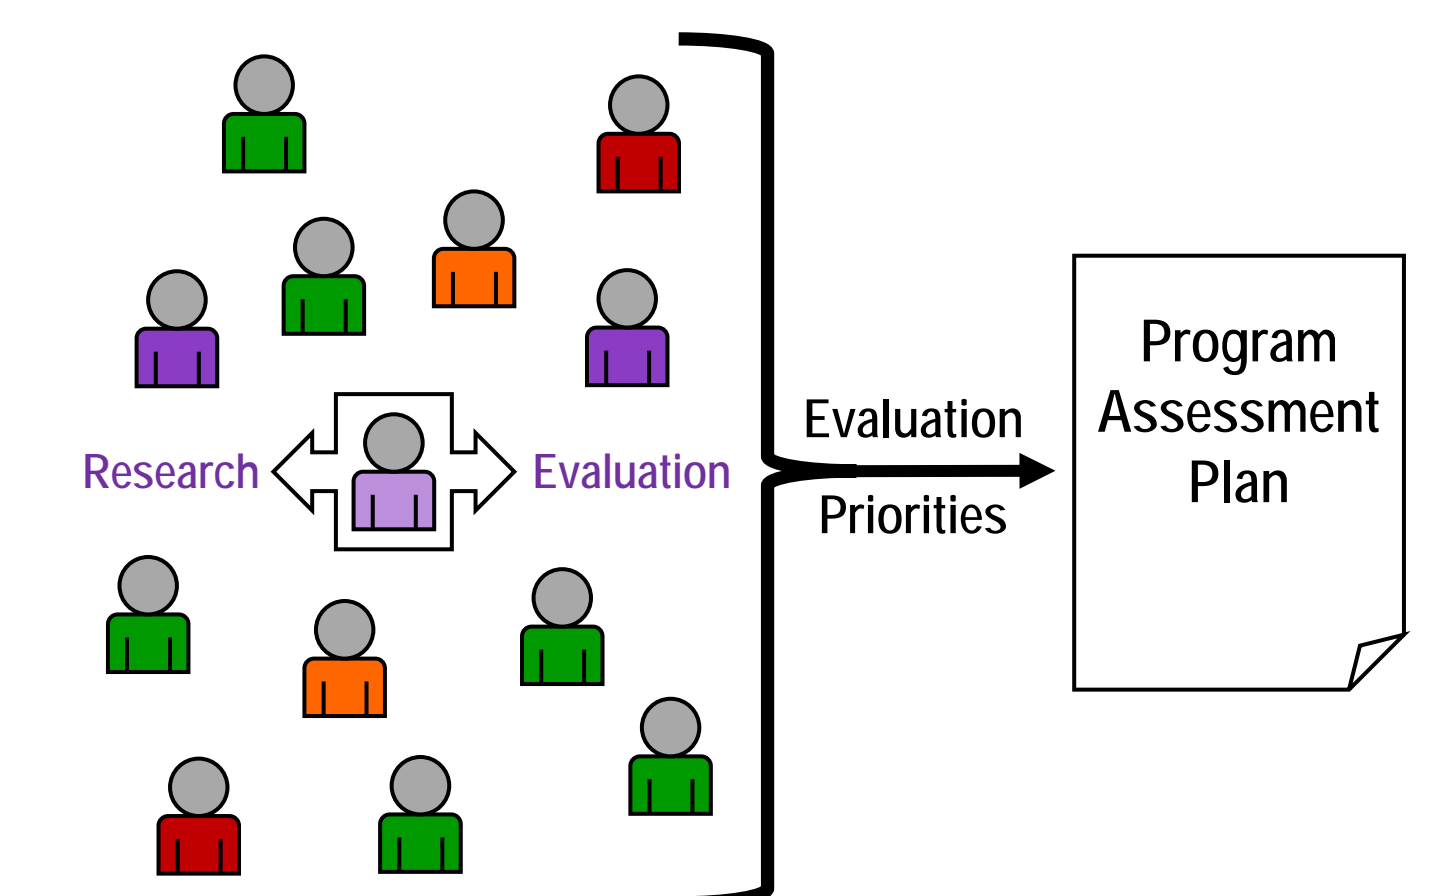 Research
Evaluation
Evaluation
Priorities
Program
Assessment
Plan